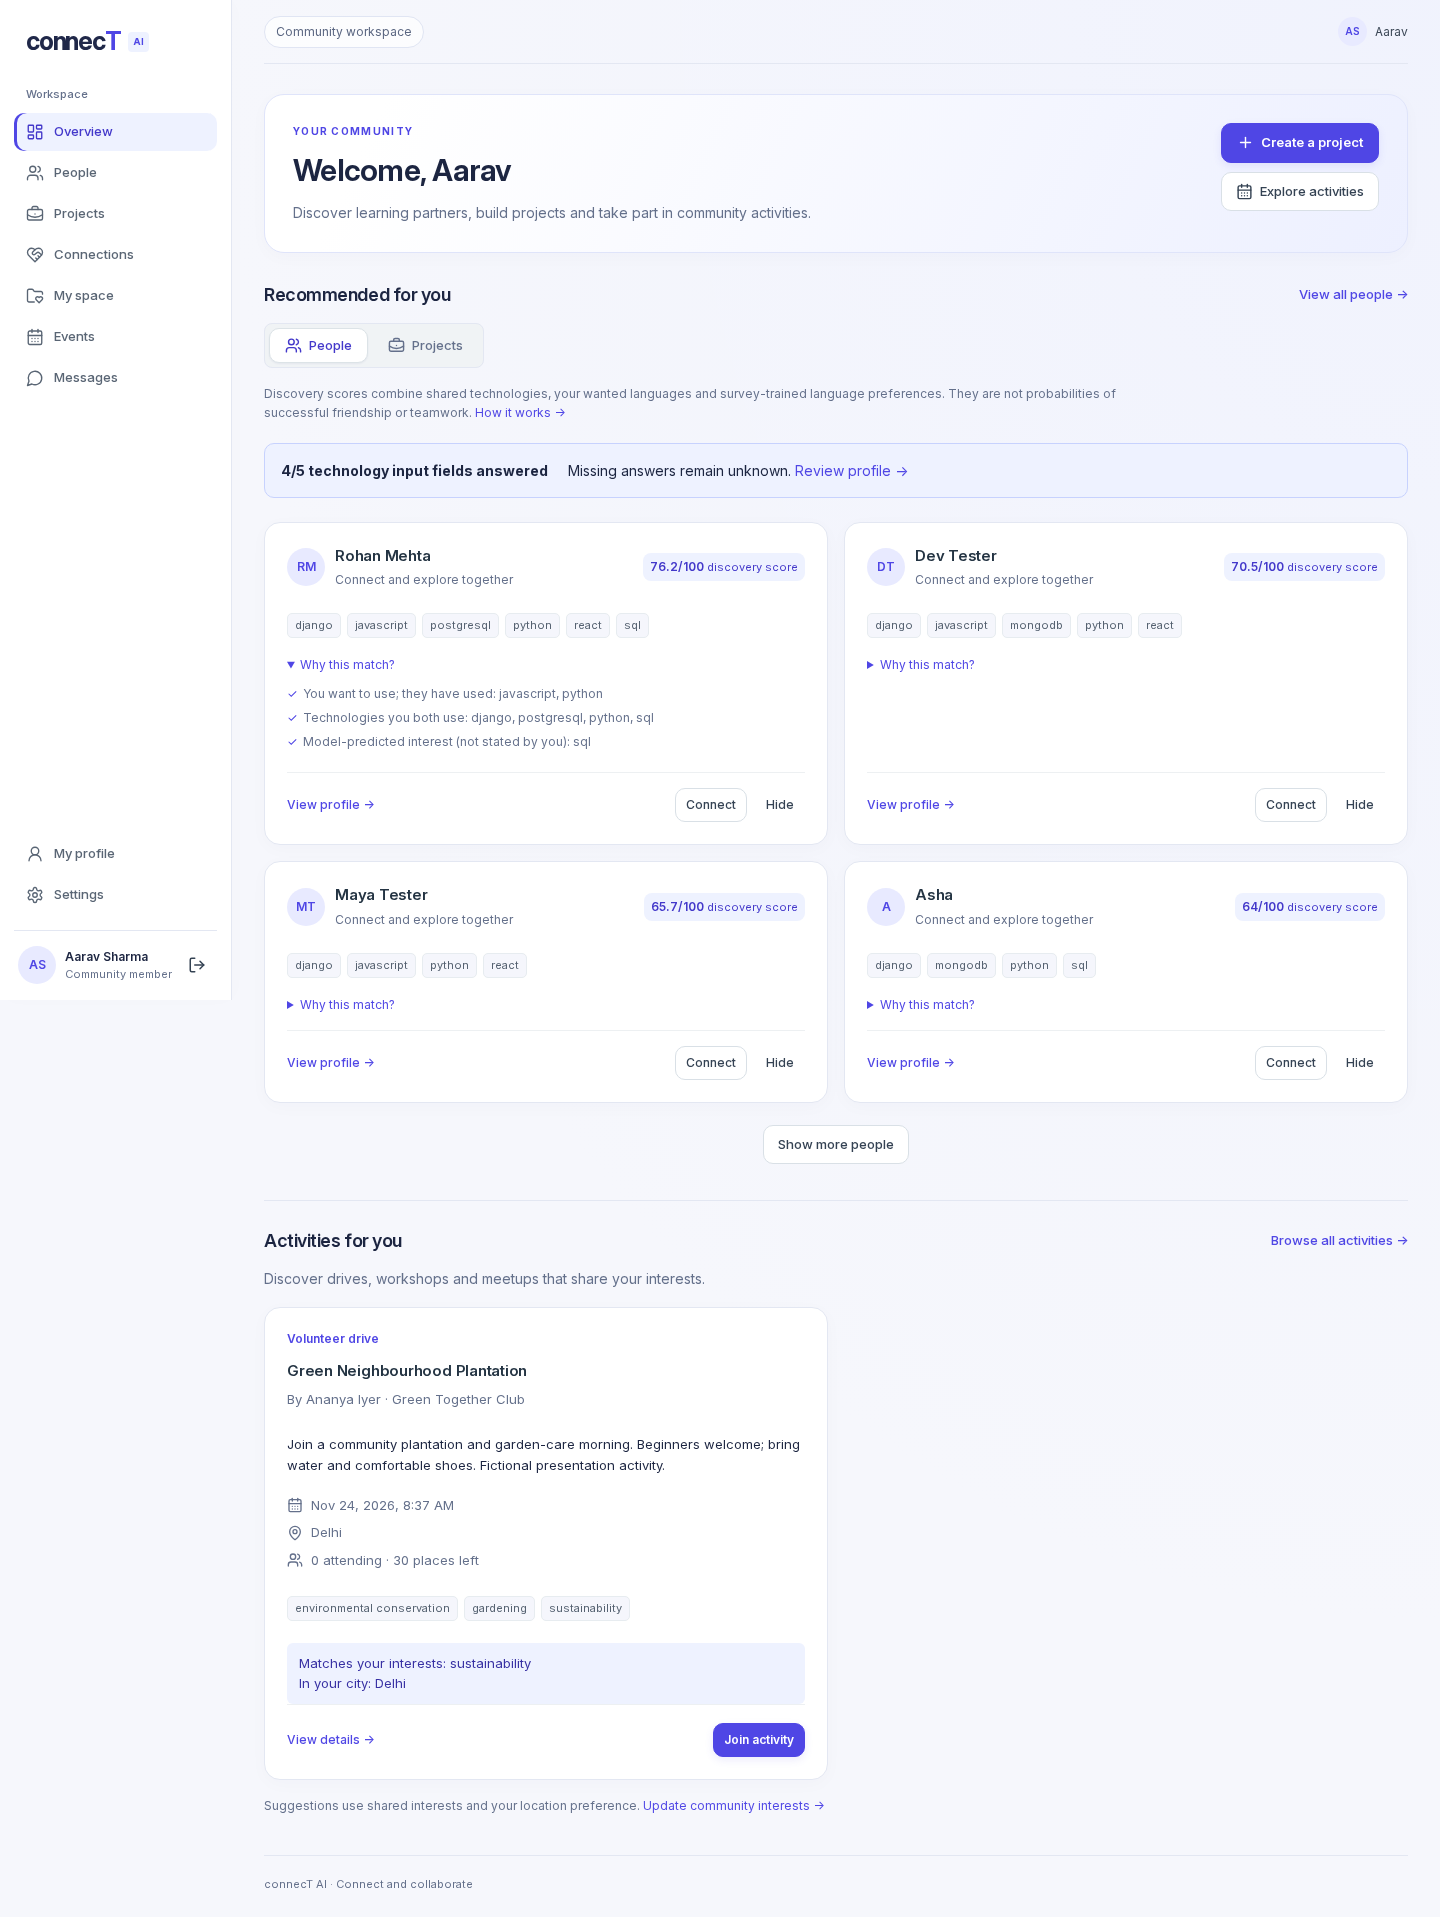 connecT AI
Workspace
Overview
People
Projects
Connections
My space
Events
Messages
My profile
Settings
AS
Aarav Sharma
Community member
Community workspace
AS Aarav
YOUR COMMUNITY
Welcome, Aarav
Discover learning partners, build projects and take part in community activities.
Create a project
Explore activities
Recommended for you
View all people →
People Projects
Discovery scores combine shared technologies, your wanted languages and survey-trained language preferences. They are not probabilities of
successful friendship or teamwork. How it works →
4/5 technology input fields answered Missing answers remain unknown. Review profile →
RM
Rohan Mehta
Connect and explore together
76.2/100 discovery score
django javascript postgresql python react sql
▼ Why this match?
✓ You want to use; they have used: javascript, python
✓ Technologies you both use: django, postgresql, python, sql
✓ Model-predicted interest (not stated by you): sql
View profile → Connect Hide
DT
Dev Tester
Connect and explore together
70.5/100 discovery score
django javascript mongodb python react
▶ Why this match?
View profile → Connect Hide
MT
Maya Tester
Connect and explore together
65.7/100 discovery score
django javascript python react
▶ Why this match?
View profile → Connect Hide
A
Asha
Connect and explore together
64/100 discovery score
django mongodb python sql
▶ Why this match?
View profile → Connect Hide
Show more people
Activities for you
Browse all activities →
Discover drives, workshops and meetups that share your interests.
Volunteer drive
Green Neighbourhood Plantation
By Ananya Iyer · Green Together Club
Join a community plantation and garden-care morning. Beginners welcome; bring
water and comfortable shoes. Fictional presentation activity.
Nov 24, 2026, 8:37 AM
Delhi
0 attending · 30 places left
environmental conservation gardening sustainability
Matches your interests: sustainability
In your city: Delhi
View details → Join activity
Suggestions use shared interests and your location preference. Update community interests →
connecT AI · Connect and collaborate